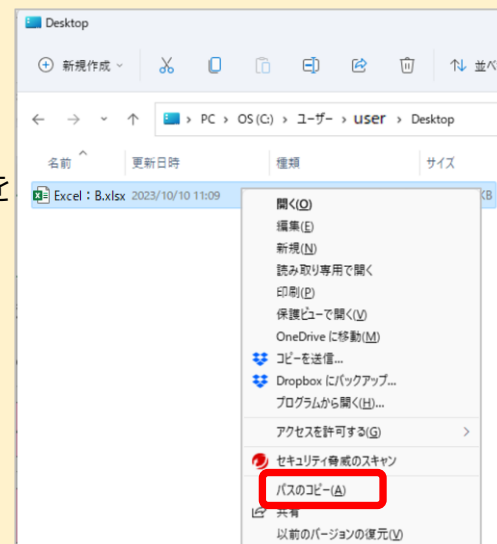 Desktop
新規作成
並べ
PC › OS (C:) › ユーザー › user › Desktop
名前 更新日時 種類 サイズ
を
Excel：B.xlsx 2023/10/10 11:09 KB
開く(O)
編集(E)
新規(N)
読み取り専用で開く
印刷(P)
保護ビューで開く(V)
OneDrive に移動(M)
コピーを送信...
Dropbox にバックアップ...
プログラムから開く(H)...
アクセスを許可する(G)
セキュリティ脅威のスキャン
パスのコピー(A)
共有
以前のバージョンの復元(V)